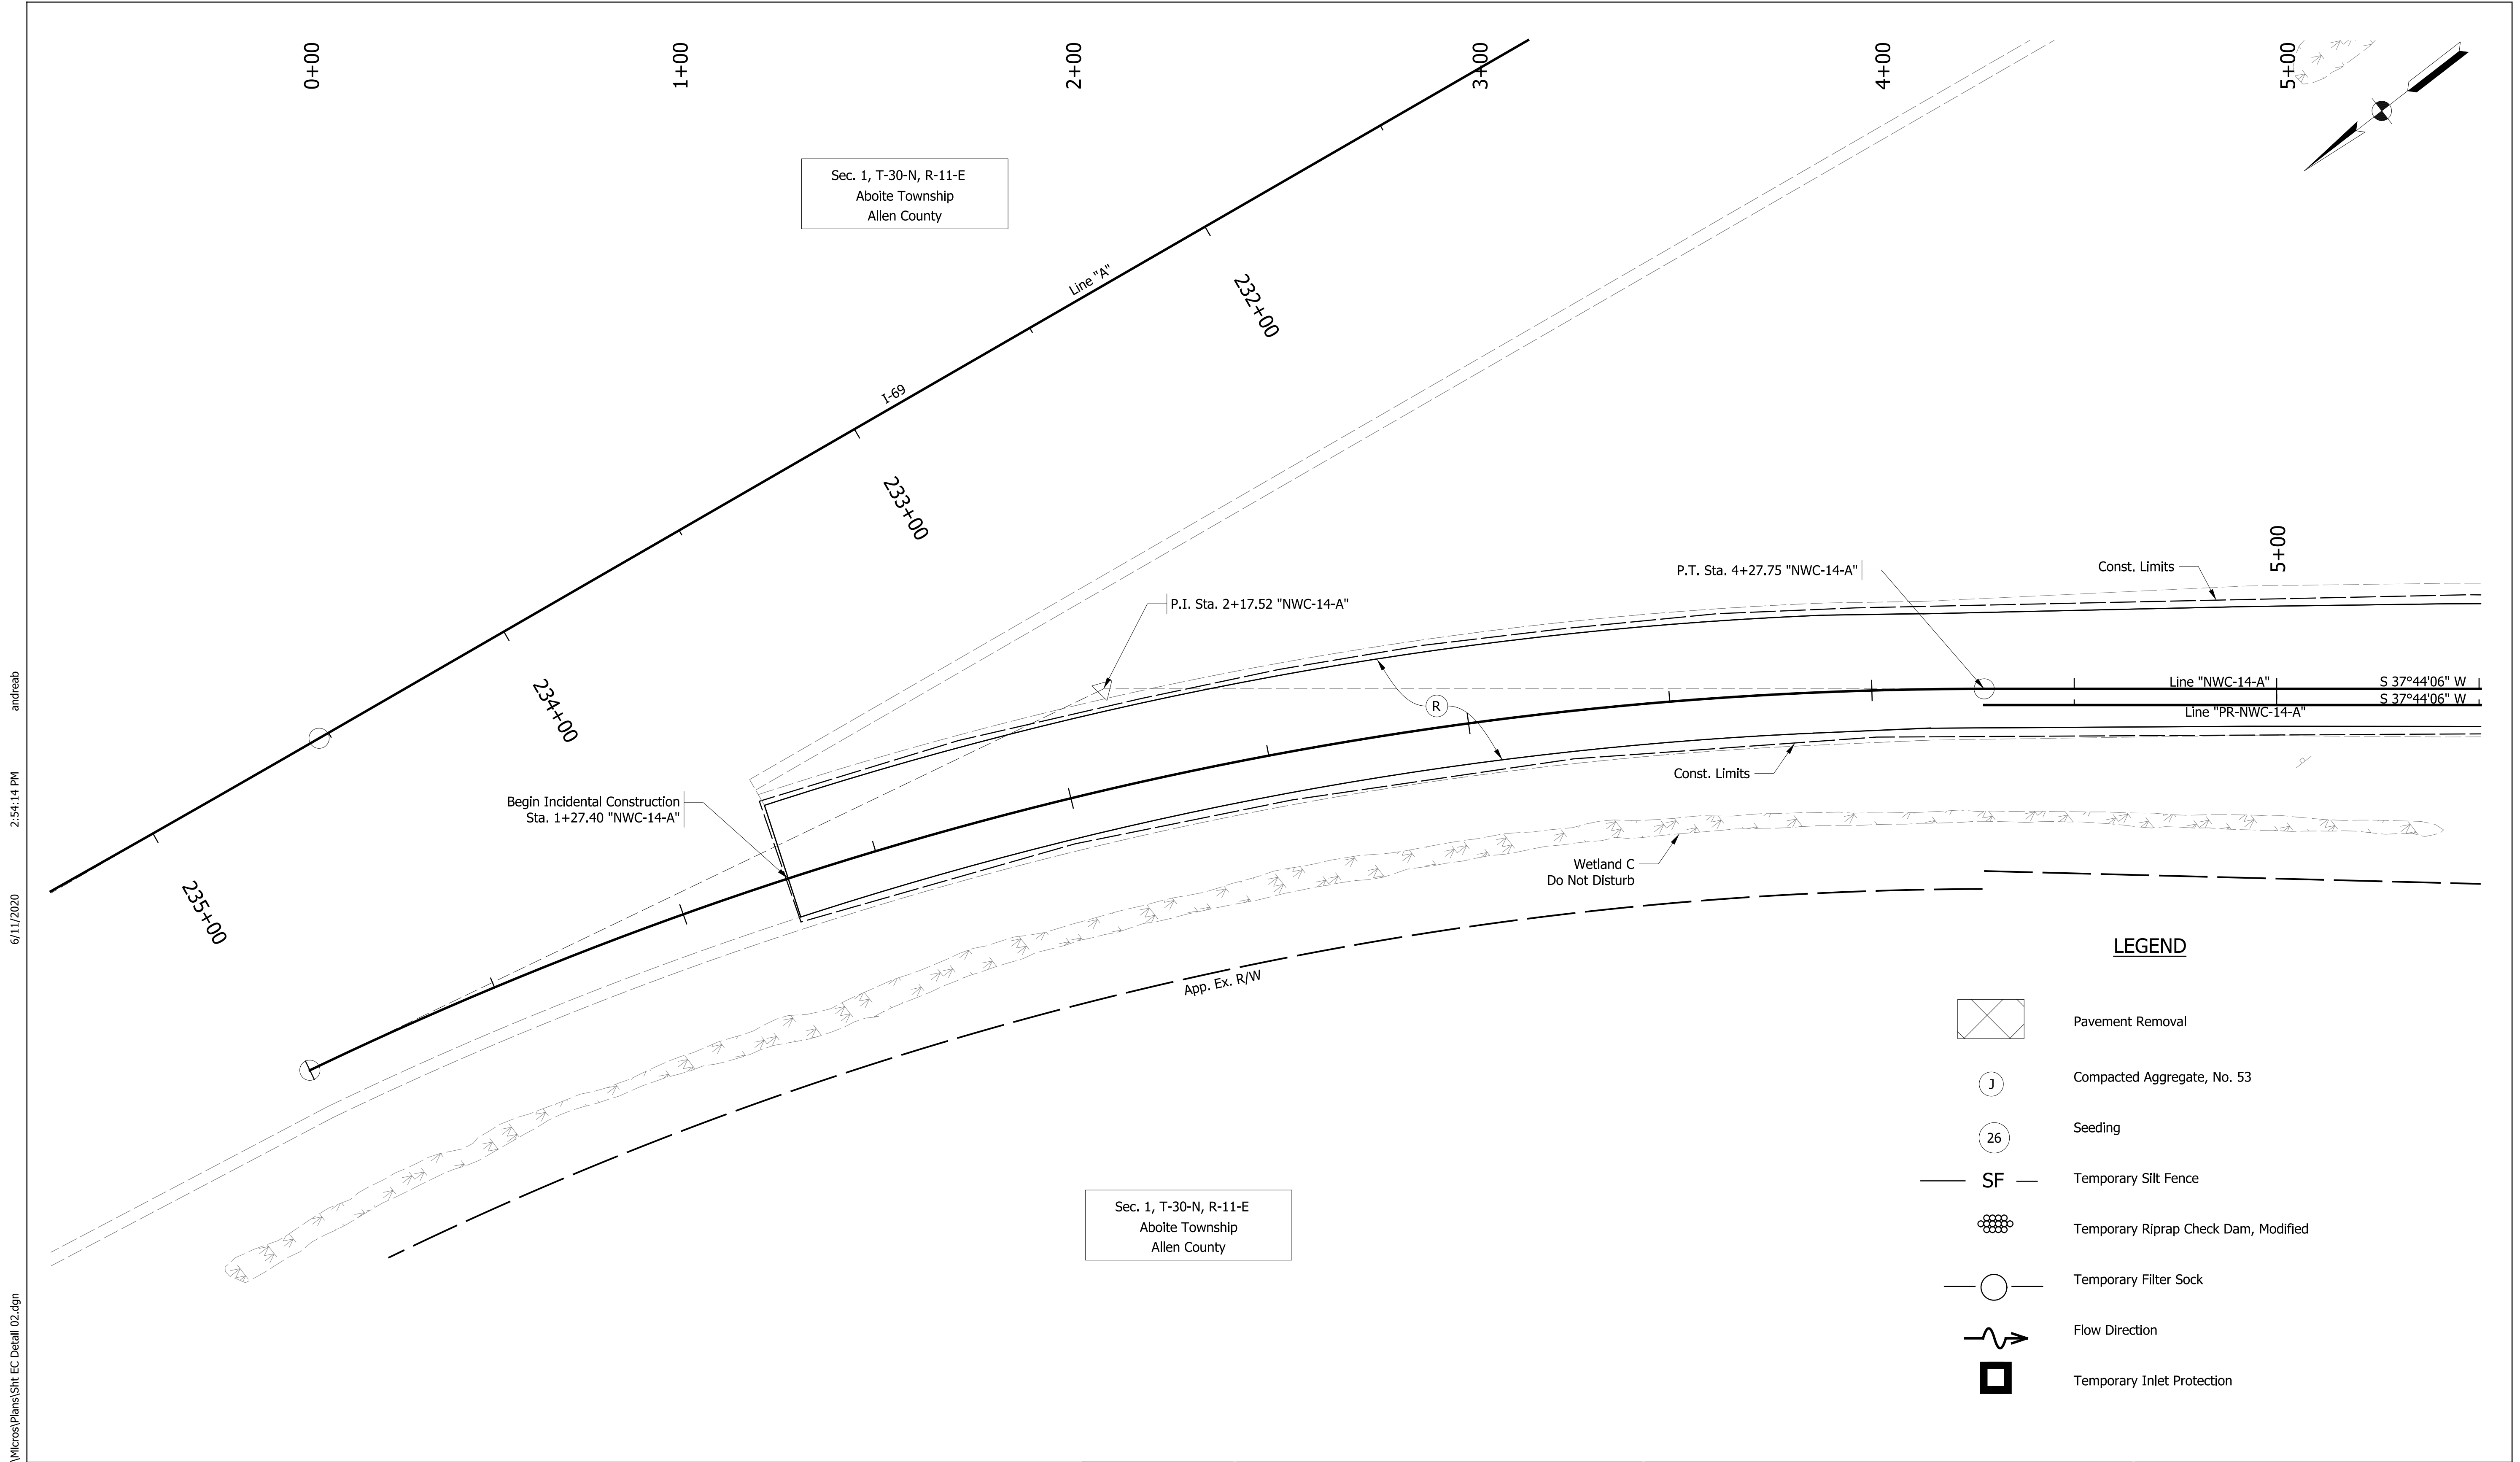 0+00
1+00
2+00
3+00
4+00
5+00
Sec. 1, T-30-N, R-11-E
Aboite Township
Allen County
Line "A"
I-69
232+00
233+00
234+00
235+00
5+00
P.T. Sta. 4+27.75 "NWC-14-A"
Const. Limits
P.I. Sta. 2+17.52 "NWC-14-A"
Line "NWC-14-A"
S 37°44'06" W
S 37°44'06" W
Line "PR-NWC-14-A"
R
Const. Limits
Begin Incidental Construction
Sta. 1+27.40 "NWC-14-A"
Wetland C
Do Not Disturb
App. Ex. R/W
Sec. 1, T-30-N, R-11-E
Aboite Township
Allen County
LEGEND
Pavement Removal
J
Compacted Aggregate, No. 53
26
Seeding
SF
Temporary Silt Fence
Temporary Riprap Check Dam, Modified
Temporary Filter Sock
Flow Direction
Temporary Inlet Protection
\Micros\Plans\Sht EC Detail 02.dgn
6/11/2020
2:54:14 PM
andreab